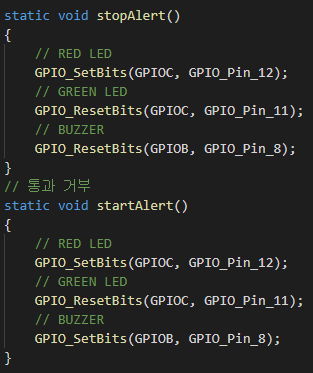 static void stopAlert()
{
    // RED LED
    GPIO_SetBits(GPIOC, GPIO_Pin_12);
    // GREEN LED
    GPIO_ResetBits(GPIOC, GPIO_Pin_11);
    // BUZZER
    GPIO_ResetBits(GPIOB, GPIO_Pin_8);
}
// 통과 거부
static void startAlert()
{
    // RED LED
    GPIO_SetBits(GPIOC, GPIO_Pin_12);
    // GREEN LED
    GPIO_ResetBits(GPIOC, GPIO_Pin_11);
    // BUZZER
    GPIO_SetBits(GPIOB, GPIO_Pin_8);
}